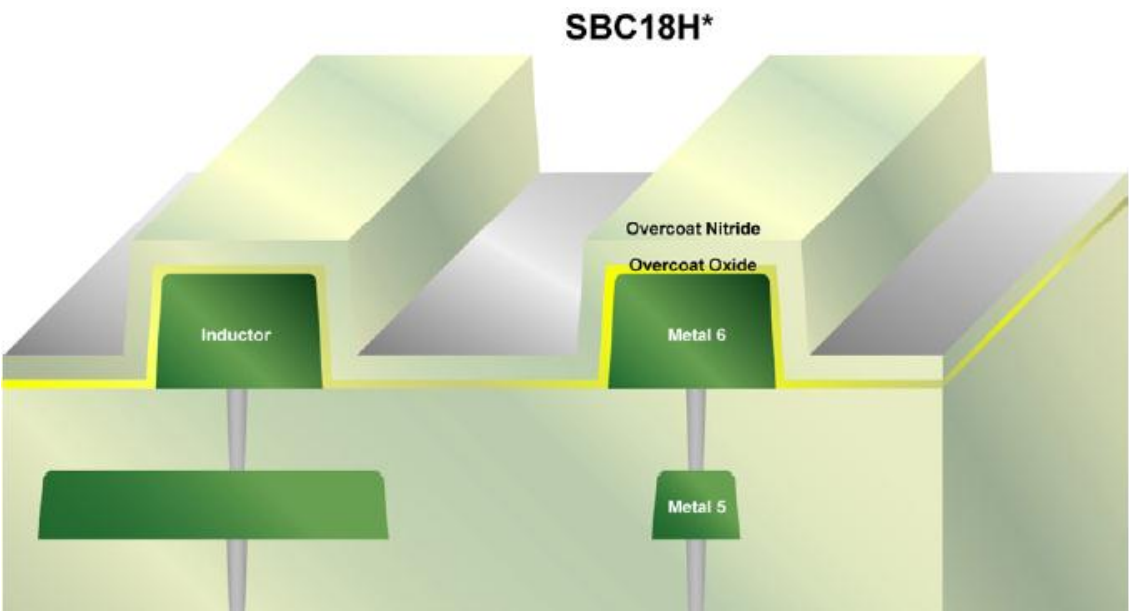 SBC18H*
Overcoat Nitride
Overcoat Oxide
Inductor
Metal 6
Metal 5